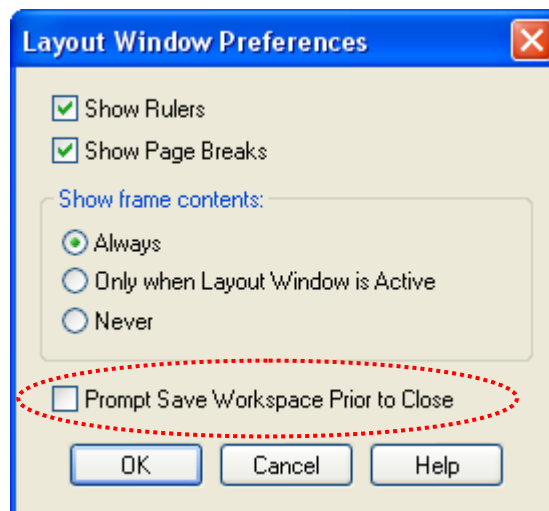 Layout Window Preferences
Show Rulers
Show Page Breaks
Show frame contents:
Always
Only when Layout Window is Active
Never
Prompt Save Workspace Prior to Close
OK Cancel Help